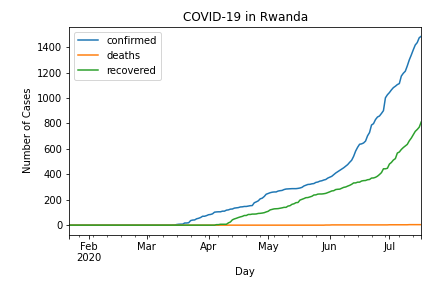 COVID-19 in Rwanda
confirmed
deaths
recovered
1400
1200
1000
800
600
400
200
0
Number of Cases
Feb
2020
Mar
Apr
May
Jun
Jul
Day